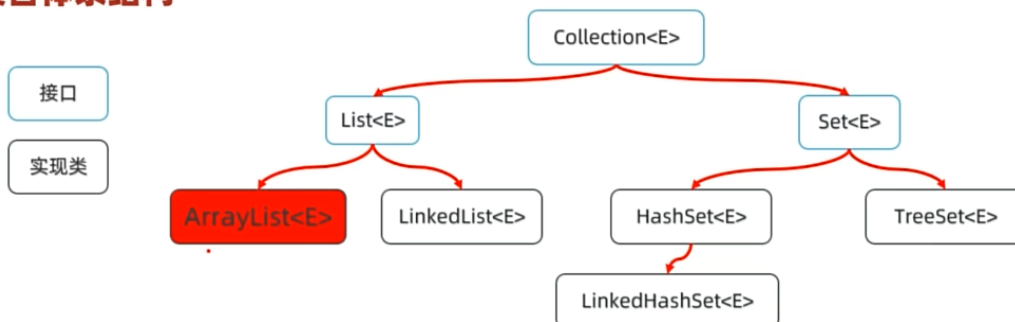 Collection<E>
接口
List<E>
Set<E>
实现类
ArrayList<E>
LinkedList<E>
HashSet<E>
TreeSet<E>
LinkedHashSet<E>